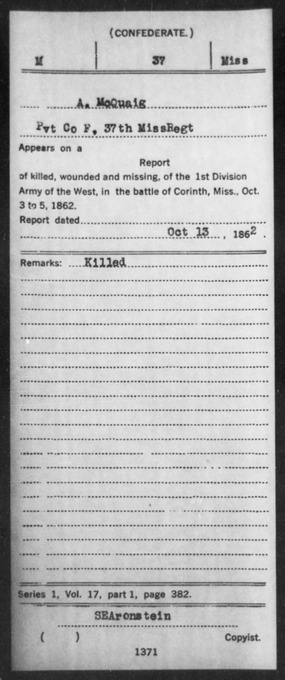 (CONFEDERATE.)
M 37 Miss
A. McQuaig
Pvt Co F, 37th MissRegt
Appears on a
Report
of killed, wounded and missing, of the 1st Division
Army of the West, in the battle of Corinth, Miss., Oct.
3 to 5, 1862.
Report dated
Oct 13, 1862.
Remarks: Killed
Series 1, Vol. 17, part 1, page 382.
SEAronstein
( ) Copyist.
1371